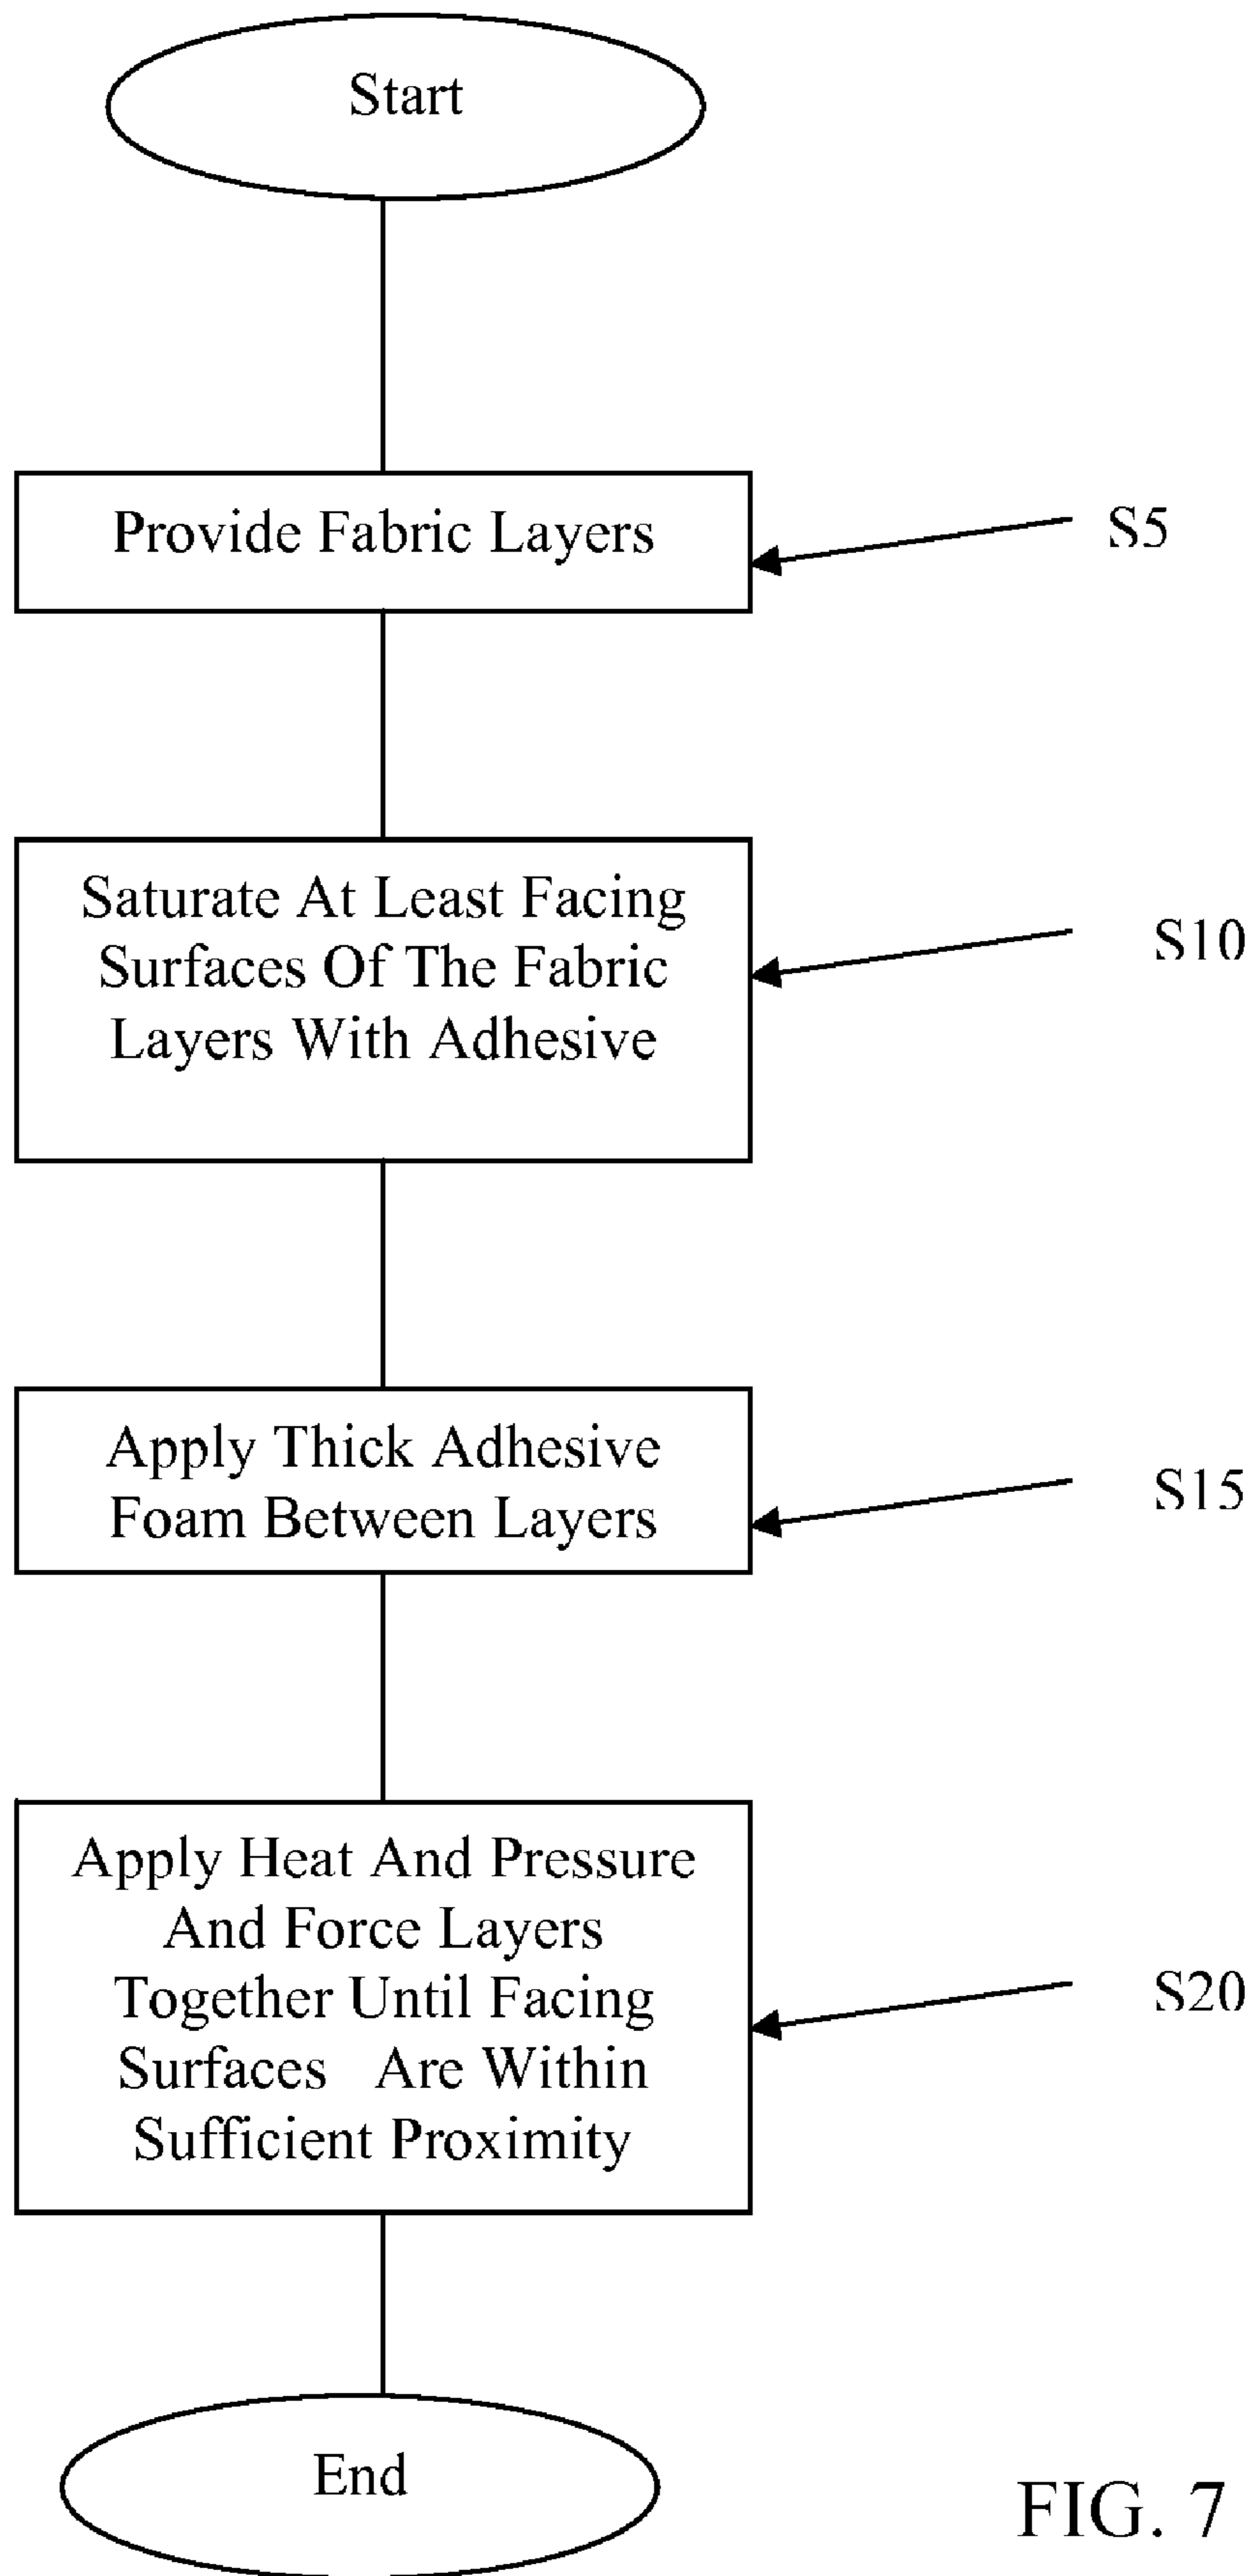 Start
Provide Fabric Layers
S5
Saturate At Least Facing
Surfaces Of The Fabric
Layers With Adhesive
S10
Apply Thick Adhesive
Foam Between Layers
S15
Apply Heat And Pressure
And Force Layers
Together Until Facing
Surfaces Are Within
Sufficient Proximity
S20
End
FIG. 7